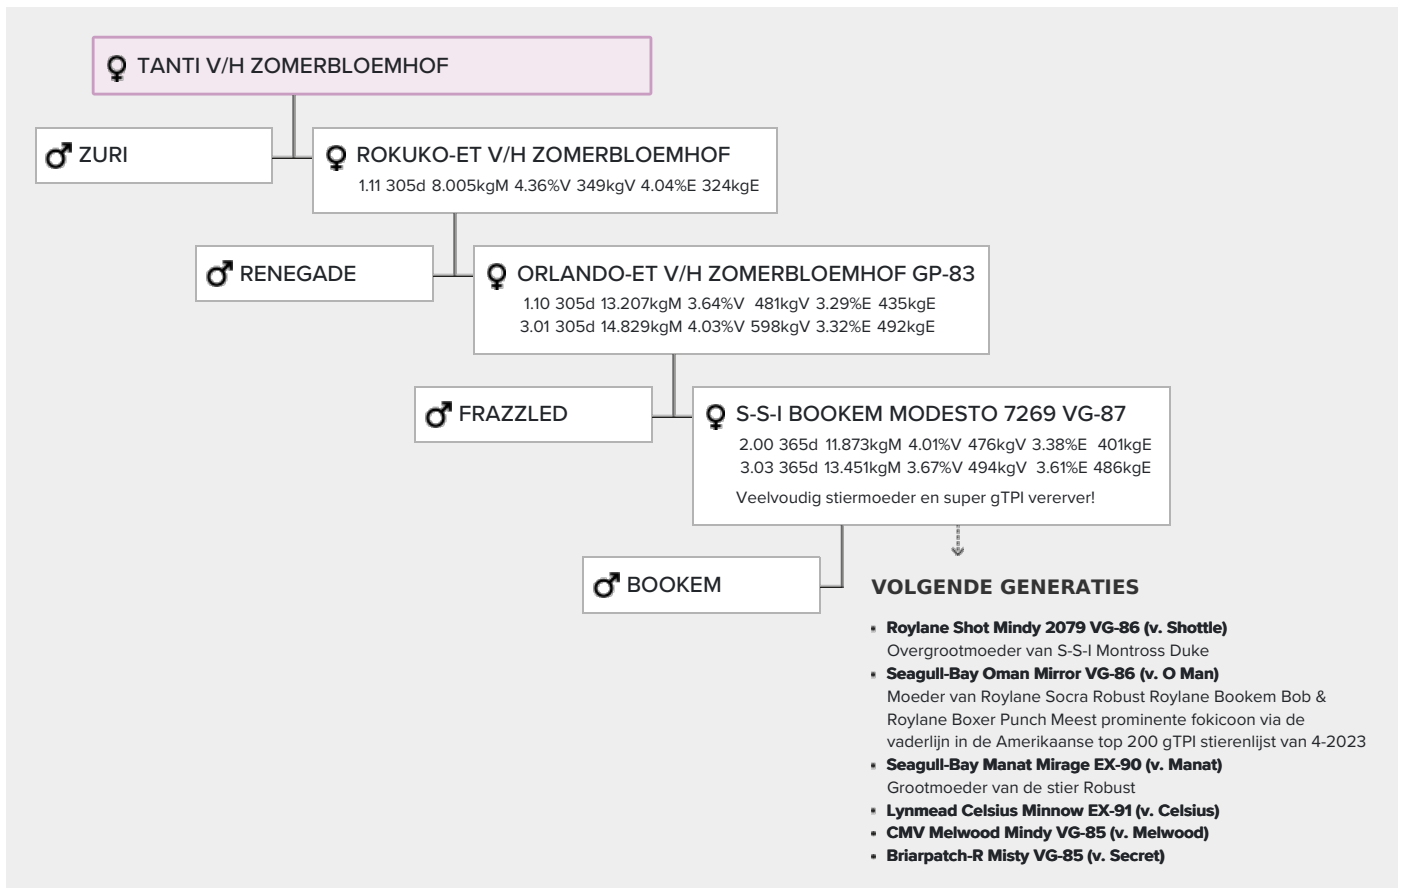 TANTI V/H ZOMERBLOEMHOF
ZURI
ROKUKO-ET V/H ZOMERBLOEMHOF
1.11 305d 8.005kgM 4.36%V 349kgV 4.04%E 324kgE
RENEGADE
ORLANDO-ET V/H ZOMERBLOEMHOF GP-83
1.10 305d 13.207kgM 3.64%V 481kgV 3.29%E 435kgE
3.01 305d 14.829kgM 4.03%V 598kgV 3.32%E 492kgE
FRAZZLED
S-S-I BOOKEM MODESTO 7269 VG-87
2.00 365d 11.873kgM 4.01%V 476kgV 3.38%E 401kgE
3.03 365d 13.451kgM 3.67%V 494kgV 3.61%E 486kgE
Veelvoudig stiermoeder en super gTPI vererver!
BOOKEM
VOLGENDE GENERATIES
▪ Roylane Shot Mindy 2079 VG-86 (v. Shottle)
Overgrootmoeder van S-S-I Montross Duke
▪ Seagull-Bay Oman Mirror VG-86 (v. O Man)
Moeder van Roylane Socra Robust Roylane Bookem Bob &
Roylane Boxer Punch Meest prominente fokicoon via de
vaderlijn in de Amerikaanse top 200 gTPI stierenlijst van 4-2023
▪ Seagull-Bay Manat Mirage EX-90 (v. Manat)
Grootmoeder van de stier Robust
▪ Lynmead Celsius Minnow EX-91 (v. Celsius)
▪ CMV Melwood Mindy VG-85 (v. Melwood)
▪ Briarpatch-R Misty VG-85 (v. Secret)